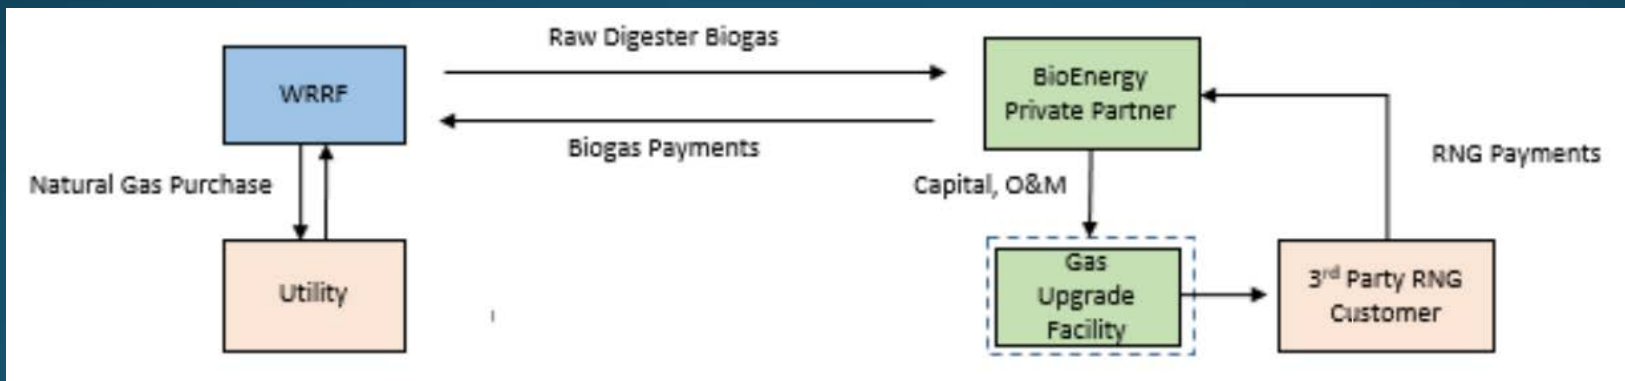 Raw Digester Biogas
WRRF
BioEnergy
Private Partner
Biogas Payments
RNG Payments
Natural Gas Purchase
Capital, O&M
Utility
Gas
Upgrade
Facility
3rd Party RNG
Customer